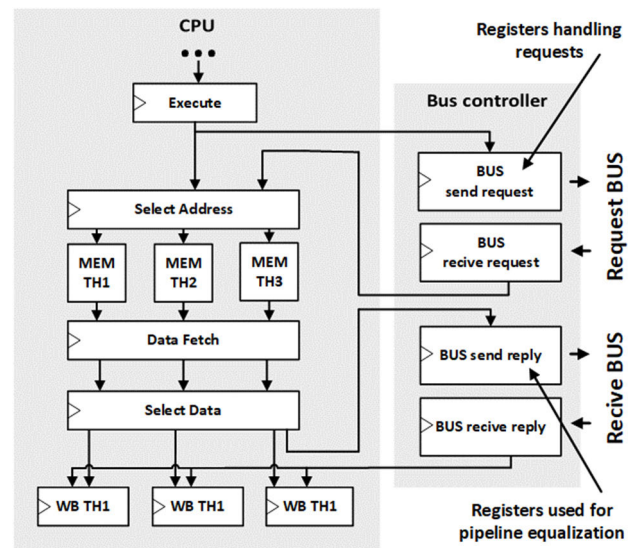 CPU
Execute
Select Address
MEM
TH1
MEM
TH2
MEM
TH3
Data Fetch
Select Data
WB TH1
WB TH1
WB TH1
Registers handling
requests
Bus controller
BUS
send request
BUS
recive request
Request BUS
BUS send reply
BUS recive reply
Recive BUS
Registers used for
pipeline equalization